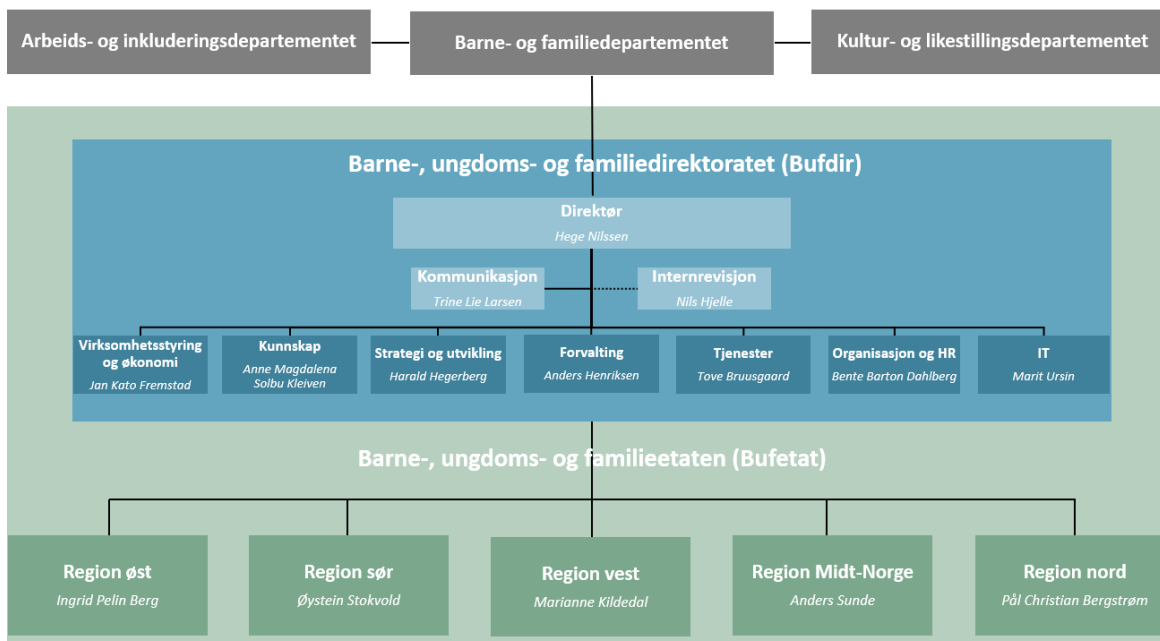 Arbeids- og inkluderingsdepartementet
Barne- og familiedepartementet
Kultur- og likestillingsdepartementet
Barne-, ungdoms- og familiedirektoratet (Bufdir)
Direktør
Hege Nilssen
Kommunikasjon
Trine Lie Larsen
Internrevisjon
Nils Hjelle
Virksomhetsstyring
og økonomi
Jan Kato Fremstad
Kunnskap
Anne Magdalena
Solbu Kleiven
Strategi og utvikling
Harald Hegerberg
Forvalting
Anders Henriksen
Tjenester
Tove Bruusgaard
Organisasjon og HR
Bente Barton Dahlberg
IT
Marit Ursin
Barne-, ungdoms- og familieetaten (Bufetat)
Region øst
Ingrid Pelin Berg
Region sør
Øystein Stokvold
Region vest
Marianne Kildedal
Region Midt-Norge
Anders Sunde
Region nord
Pål Christian Bergstrøm